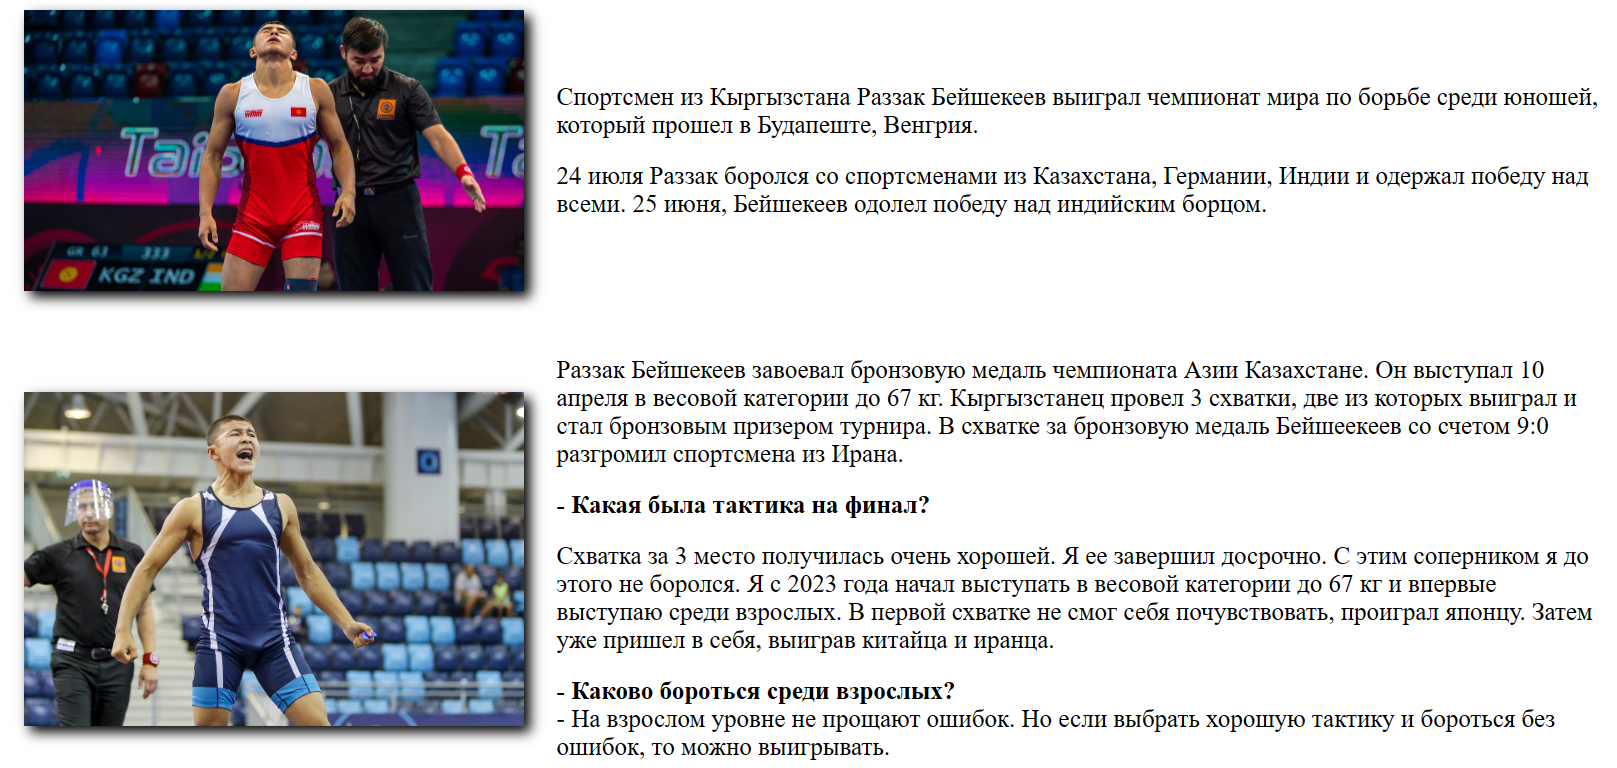 Спортсмен из Кыргызстана Раззак Бейшекеев выиграл чемпионат мира по борьбе среди юношей,
который прошел в Будапеште, Венгрия.
24 июля Раззак боролся со спортсменами из Казахстана, Германии, Индии и одержал победу над
всеми. 25 июня, Бейшекеев одолел победу над индийским борцом.
GR 63 333
KGZ IND
Раззак Бейшекеев завоевал бронзовую медаль чемпионата Азии Казахстане. Он выступал 10
апреля в весовой категории до 67 кг. Кыргызстанец провел 3 схватки, две из которых выиграл и
стал бронзовым призером турнира. В схватке за бронзовую медаль Бейшеекеев со счетом 9:0
разгромил спортсмена из Ирана.
- Какая была тактика на финал?
Схватка за 3 место получилась очень хорошей. Я ее завершил досрочно. С этим соперником я до
этого не боролся. Я с 2023 года начал выступать в весовой категории до 67 кг и впервые
выступаю среди взрослых. В первой схватке не смог себя почувствовать, проиграл японцу. Затем
уже пришел в себя, выиграв китайца и иранца.
- Каково бороться среди взрослых?
- На взрослом уровне не прощают ошибок. Но если выбрать хорошую тактику и бороться без
ошибок, то можно выигрывать.